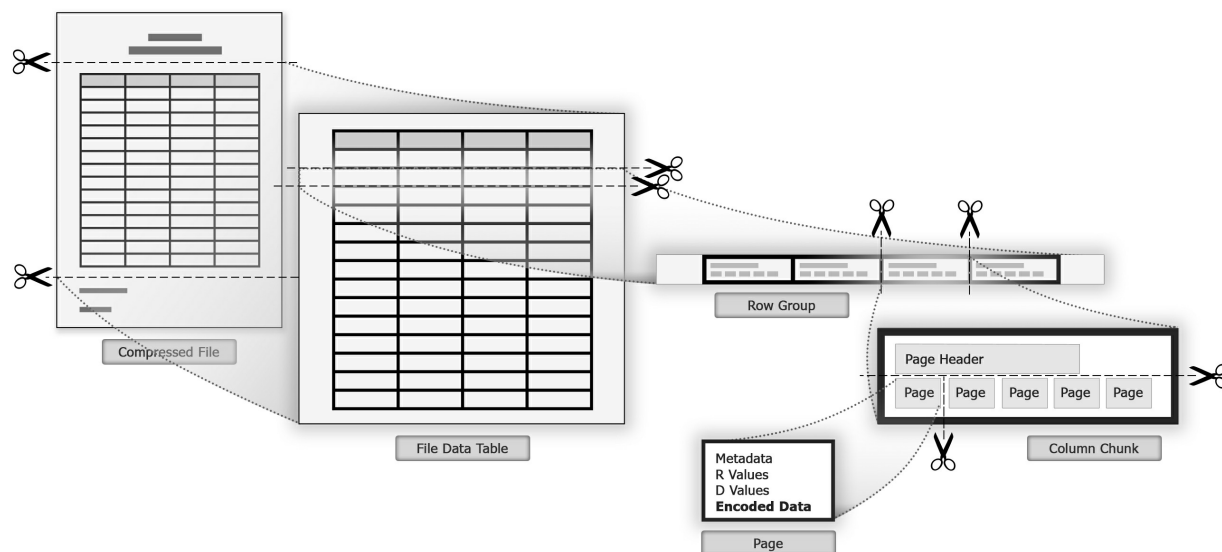 Compressed File
File Data Table
Row Group
Page Header
Page Page Page Page Page
Column Chunk
Metadata
R Values
D Values
Encoded Data
Page